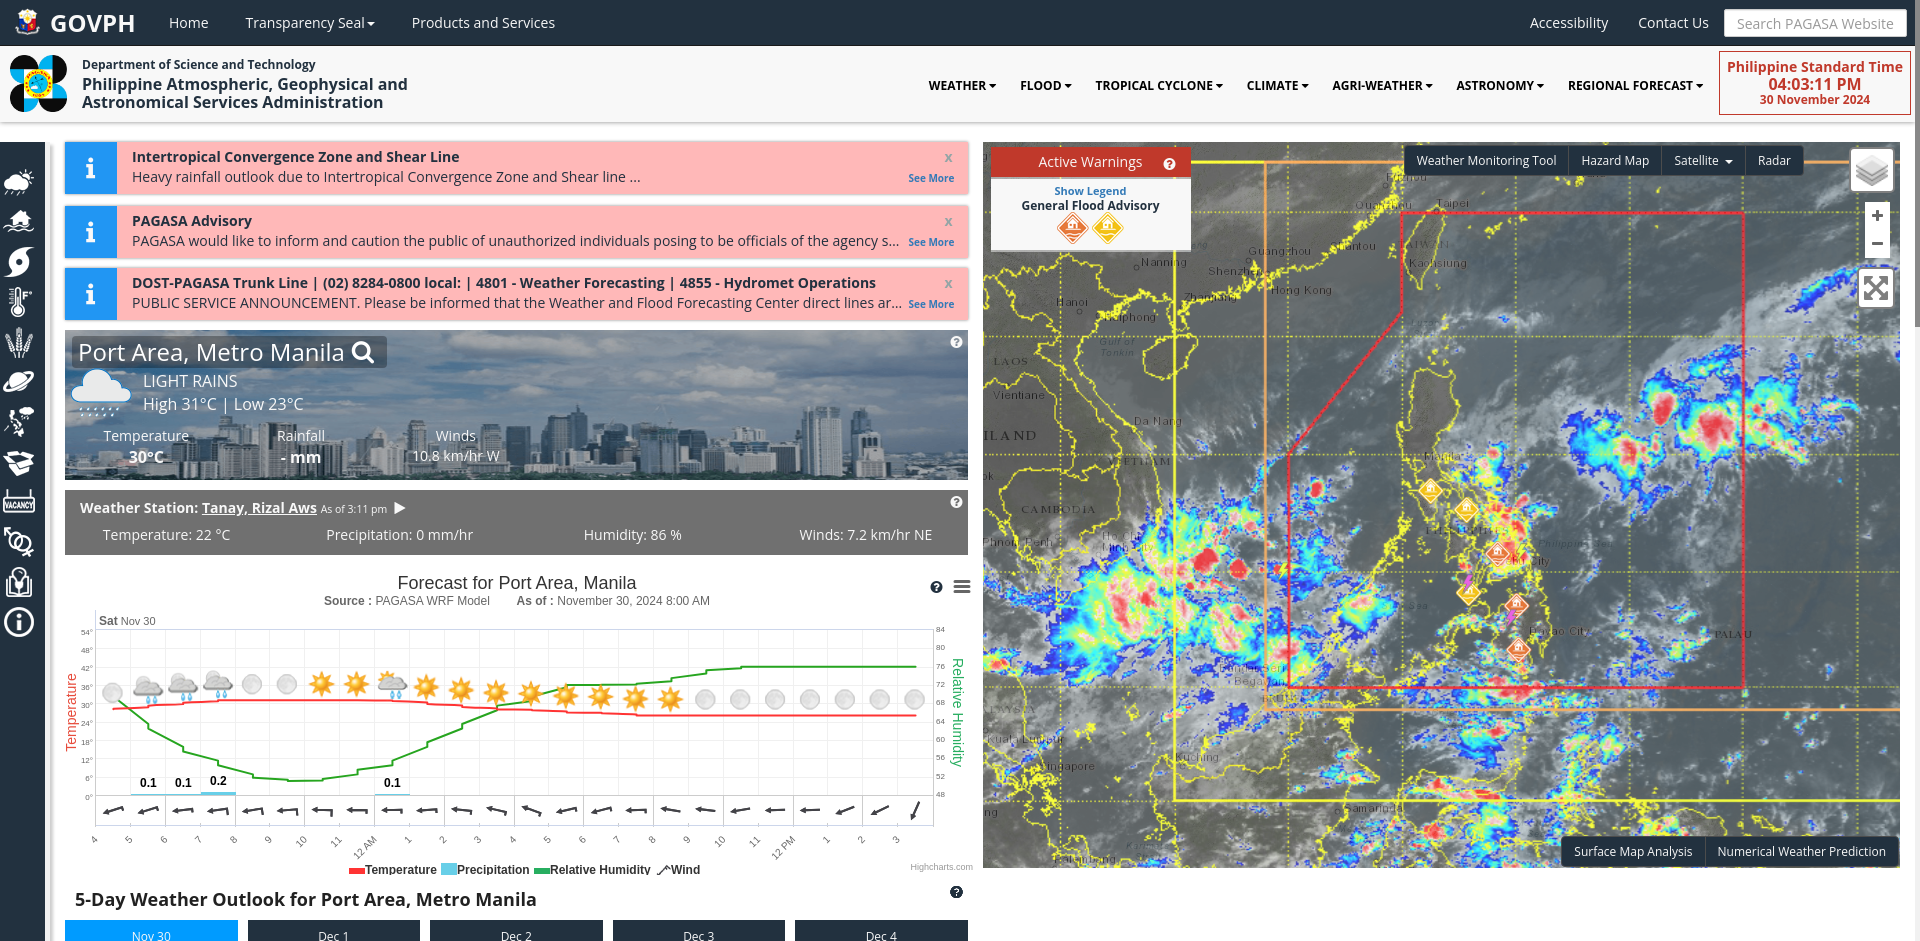 GOVPH
Home
Transparency Seal
Products and Services
Accessibility
Contact Us
Search PAGASA Website
Department of Science and Technology
Philippine Atmospheric, Geophysical and
Astronomical Services Administration
WEATHER
FLOOD
TROPICAL CYCLONE
CLIMATE
AGRI-WEATHER
ASTRONOMY
REGIONAL FORECAST
Philippine Standard Time
04:03:11 PM
30 November 2024
Intertropical Convergence Zone and Shear Line
x
Heavy rainfall outlook due to Intertropical Convergence Zone and Shear line ...
See More
PAGASA Advisory
x
PAGASA would like to inform and caution the public of unauthorized individuals posing to be officials of the agency s...
See More
DOST-PAGASA Trunk Line | (02) 8284-0800 local: | 4801 - Weather Forecasting | 4855 - Hydromet Operations
x
PUBLIC SERVICE ANNOUNCEMENT. Please be informed that the Weather and Flood Forecasting Center direct lines ar...
See More
Port Area, Metro Manila
LIGHT RAINS
High 31°C | Low 23°C
Temperature
30°C
Rainfall
- mm
Winds
10.8 km/hr W
VACANCY
Weather Station: Tanay, Rizal Aws As of 3:11 pm
Temperature: 22 °C
Precipitation: 0 mm/hr
Humidity: 86 %
Winds: 7.2 km/hr NE
Forecast for Port Area, Manila
Source : PAGASA WRF Model
As of : November 30, 2024 8:00 AM
Sat Nov 30
Temperature
54°
48°
42°
36°
30°
24°
18°
12°
6°
0°
84
80
76
72
68
64
60
56
52
48
Relative Humidity
0.1
0.1
0.2
0.1
4
5
6
7
8
9
10
11
12 AM
1
2
3
4
5
6
7
8
9
10
11
12 PM
1
2
3
Temperature
Precipitation
Relative Humidity
Wind
Highcharts.com
5-Day Weather Outlook for Port Area, Metro Manila
Nov 30
Dec 1
Dec 2
Dec 3
Dec 4
Active Warnings
Show Legend
General Flood Advisory
Weather Monitoring Tool
Hazard Map
Satellite
Radar
+
−
Taipei
TAIWAN
Kaohsiung
Guangzhou
Shenzhen
Hong Kong
Nanning
Zhanjiang
Hanoi
Haiphong
Gulf of
Tonkin
LAOS
Vientiane
Da Nang
VIETNAM
CAMBODIA
Manila
Davao City
PALAU
Bandar Seri
Begawan
Kuala Lumpur
Singapore
Kuching
Samarinda
Surface Map Analysis
Numerical Weather Prediction